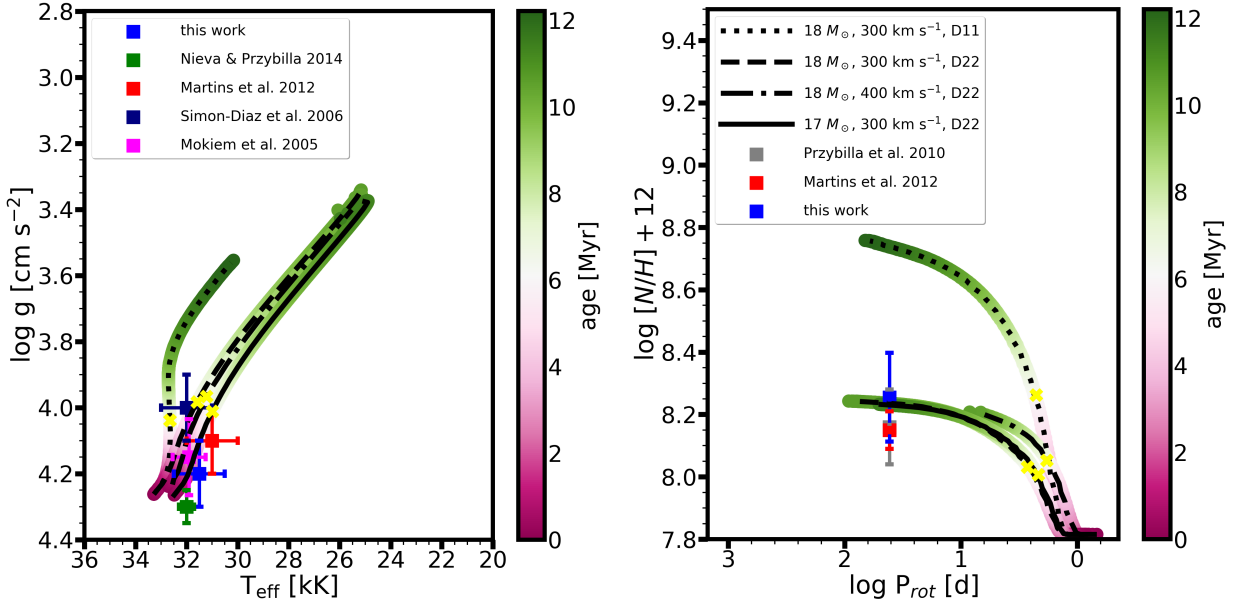 2.8
3.0
3.2
3.4
3.6
3.8
4.0
4.2
4.4
log g [cm s⁻²]
this work
Nieva & Przybilla 2014
Martins et al. 2012
Simon-Diaz et al. 2006
Mokiem et al. 2005
36 34 32 30 28 26 24 22 20
T_eff [kK]
12
10
8
6
4
2
0
age [Myr]
9.4
9.2
9.0
8.8
8.6
8.4
8.2
8.0
7.8
log [N/H] + 12
18 M_⊙, 300 km s⁻¹, D11
18 M_⊙, 300 km s⁻¹, D22
18 M_⊙, 400 km s⁻¹, D22
17 M_⊙, 300 km s⁻¹, D22
Przybilla et al. 2010
Martins et al. 2012
this work
3 2 1 0
log P_rot [d]
12
10
8
6
4
2
0
age [Myr]